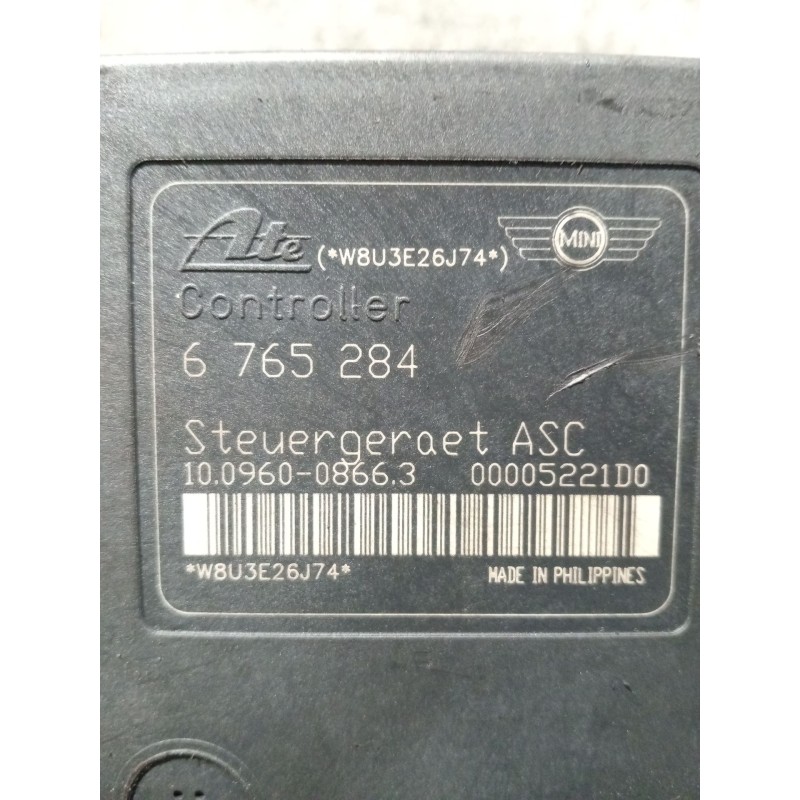 Ate (*W8U3E26J74*) MINI
Controller
6 765 284
Steuergeraet ASC
10.0960-0866.3 00005221D0
*W8U3E26J74* MADE IN PHILIPPINES